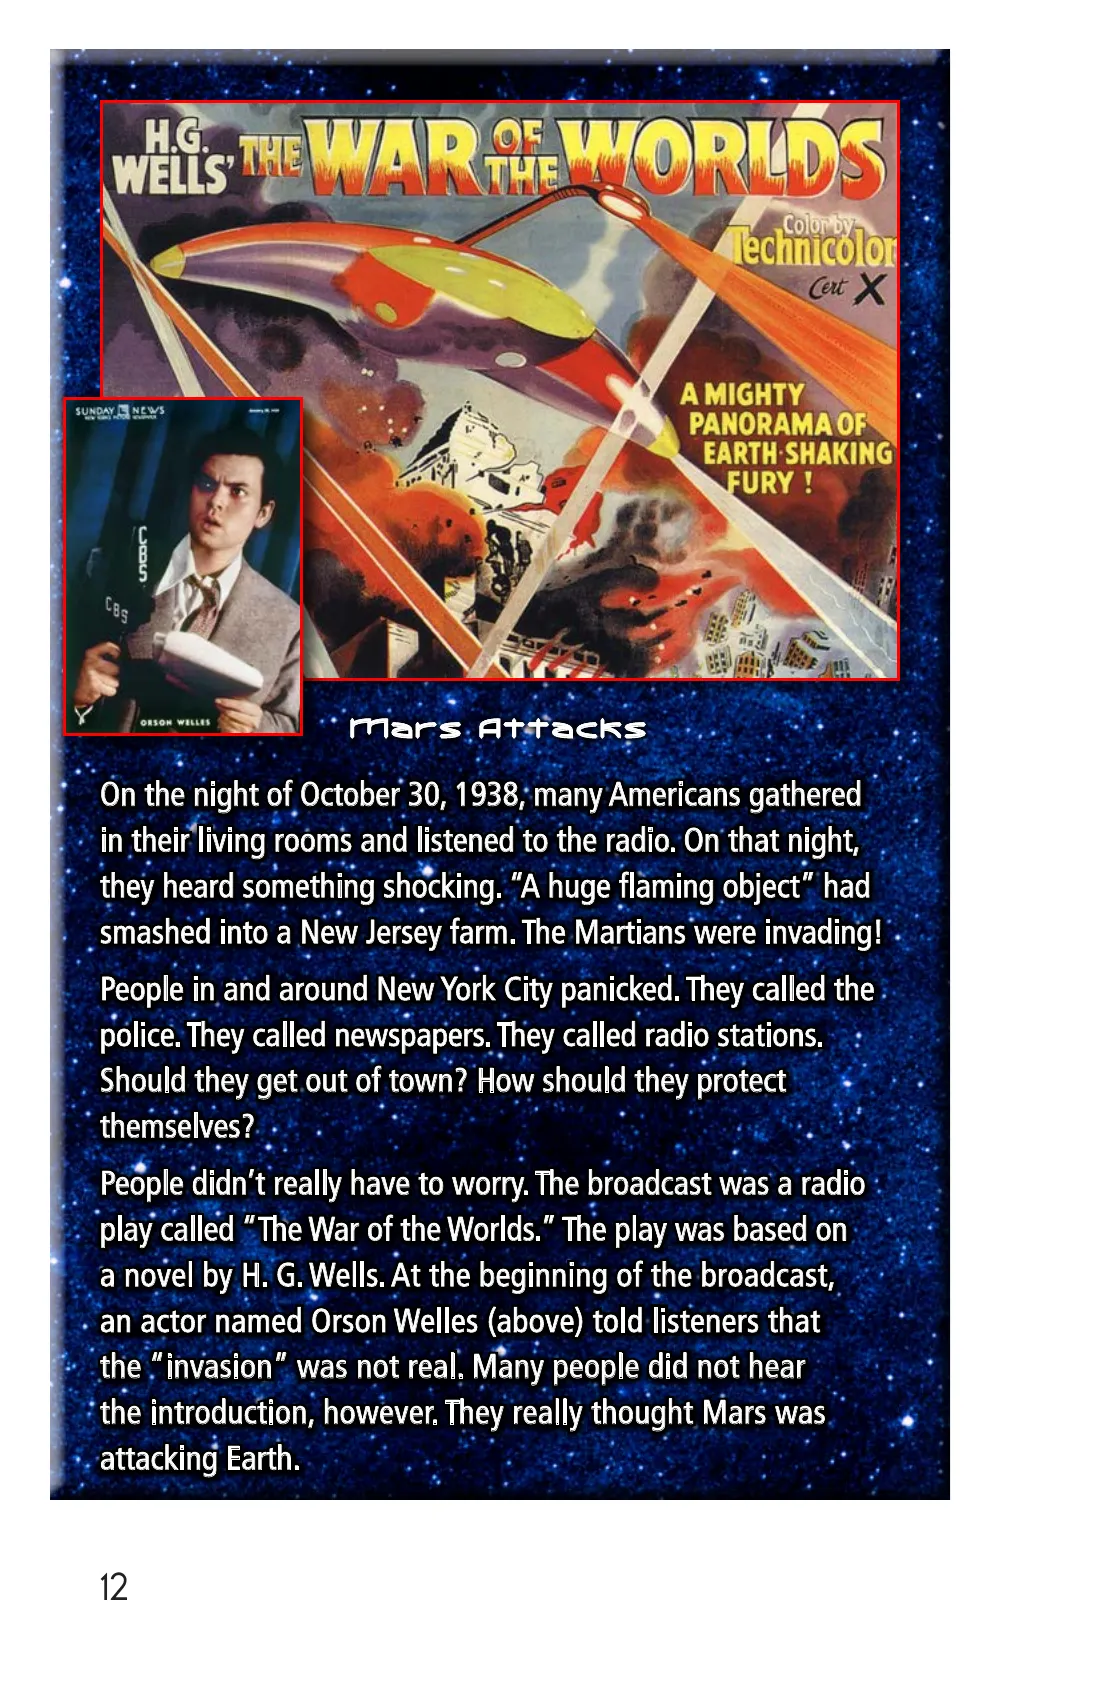 H.G.
WELLS'
THE WAR OF THE WORLDS
Color by
Technicolor
Cert X
A MIGHTY
PANORAMA OF
EARTH-SHAKING
FURY !
SUNDAY NEWS
NEW YORK'S PICTURE NEWSPAPER
CBS
CBS
ORSON WELLES
Mars Attacks
On the night of October 30, 1938, many Americans gathered
in their living rooms and listened to the radio. On that night,
they heard something shocking. “A huge flaming object” had
smashed into a New Jersey farm. The Martians were invading!
People in and around New York City panicked. They called the
police. They called newspapers. They called radio stations.
Should they get out of town? How should they protect
themselves?
People didn’t really have to worry. The broadcast was a radio
play called “The War of the Worlds.” The play was based on
a novel by H. G. Wells. At the beginning of the broadcast,
an actor named Orson Welles (above) told listeners that
the “invasion” was not real. Many people did not hear
the introduction, however. They really thought Mars was
attacking Earth.
12